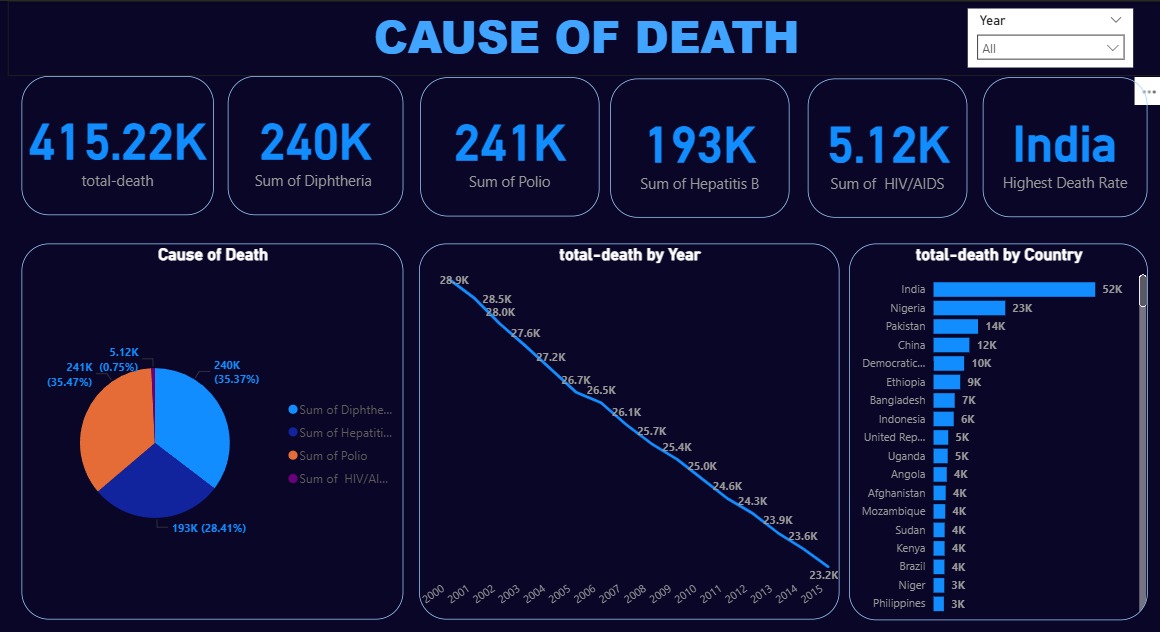 CAUSE OF DEATH
Year
All
415.22K
total-death
240K
Sum of Diphtheria
241K
Sum of Polio
193K
Sum of Hepatitis B
5.12K
Sum of HIV/AIDS
India
Highest Death Rate
Cause of Death
5.12K
(0.75%)
241K
(35.47%)
240K
(35.37%)
193K (28.41%)
Sum of Diphthe...
Sum of Hepatiti...
Sum of Polio
Sum of HIV/AI...
total-death by Year
28.9K
28.5K
28.0K
27.6K
27.2K
26.7K
26.5K
26.1K
25.7K
25.4K
25.0K
24.6K
24.3K
23.9K
23.6K
23.2K
2000 2001 2002 2003 2004 2005 2006 2007 2008 2009 2010 2011 2012 2013 2014 2015
total-death by Country
India 52K
Nigeria 23K
Pakistan 14K
China 12K
Democratic... 10K
Ethiopia 9K
Bangladesh 7K
Indonesia 6K
United Rep... 5K
Uganda 5K
Angola 4K
Afghanistan 4K
Mozambique 4K
Sudan 4K
Kenya 4K
Brazil 4K
Niger 3K
Philippines 3K